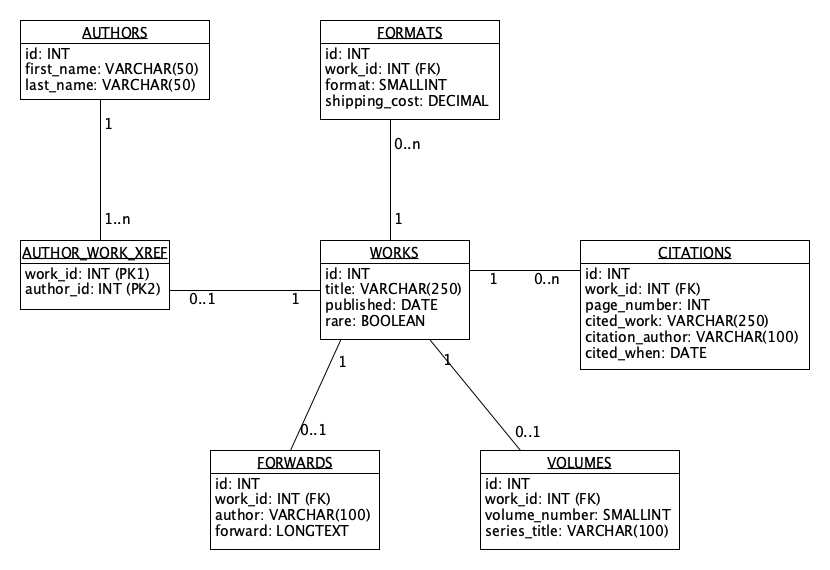 AUTHORS
id: INT
first_name: VARCHAR(50)
last_name: VARCHAR(50)
1
1..n
FORMATS
id: INT
work_id: INT (FK)
format: SMALLINT
shipping_cost: DECIMAL
0..n
1
AUTHOR_WORK_XREF
work_id: INT (PK1)
author_id: INT (PK2)
0..1
1
WORKS
id: INT
title: VARCHAR(250)
published: DATE
rare: BOOLEAN
1
0..n
CITATIONS
id: INT
work_id: INT (FK)
page_number: INT
cited_work: VARCHAR(250)
citation_author: VARCHAR(100)
cited_when: DATE
1
0..1
1
0..1
FORWARDS
id: INT
work_id: INT (FK)
author: VARCHAR(100)
forward: LONGTEXT
VOLUMES
id: INT
work_id: INT (FK)
volume_number: SMALLINT
series_title: VARCHAR(100)